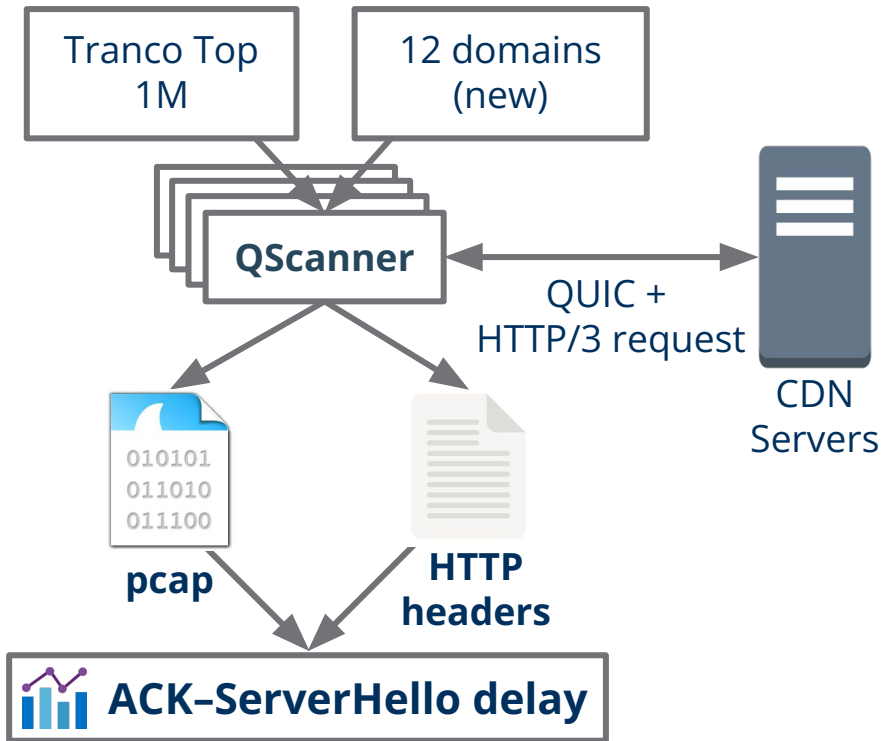 Tranco Top
1M
12 domains
(new)
QScanner
QUIC +
HTTP/3 request
CDN
Servers
010101
011010
011100
pcap
HTTP
headers
ACK–ServerHello delay